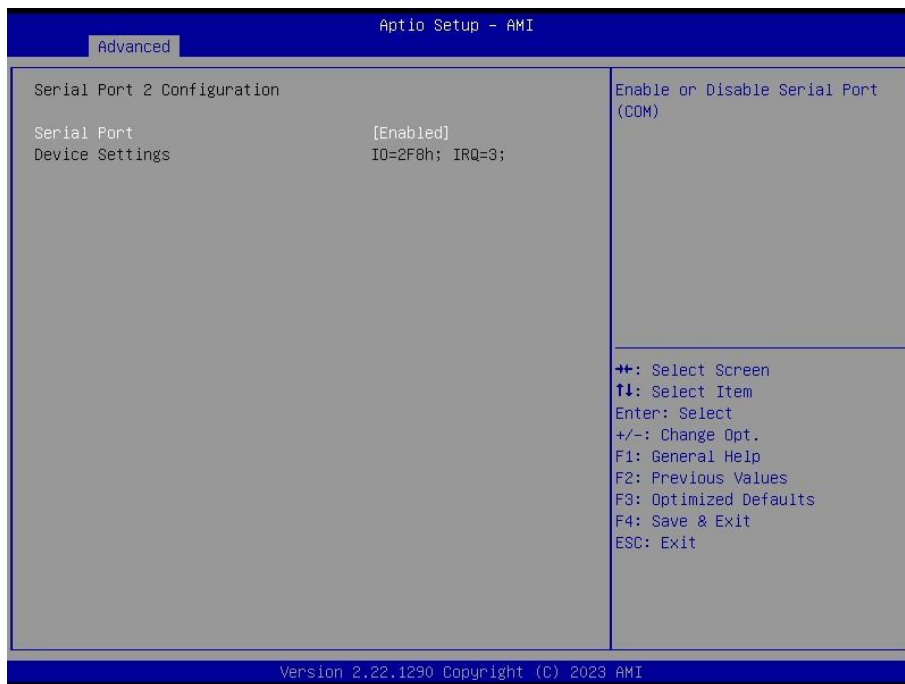 Aptio Setup – AMI
Advanced
Serial Port 2 Configuration
Serial Port [Enabled]
Device Settings IO=2F8h; IRQ=3;
Enable or Disable Serial Port
(COM)
→←: Select Screen
↑↓: Select Item
Enter: Select
+/-: Change Opt.
F1: General Help
F2: Previous Values
F3: Optimized Defaults
F4: Save & Exit
ESC: Exit
Version 2.22.1290 Copyright (C) 2023 AMI